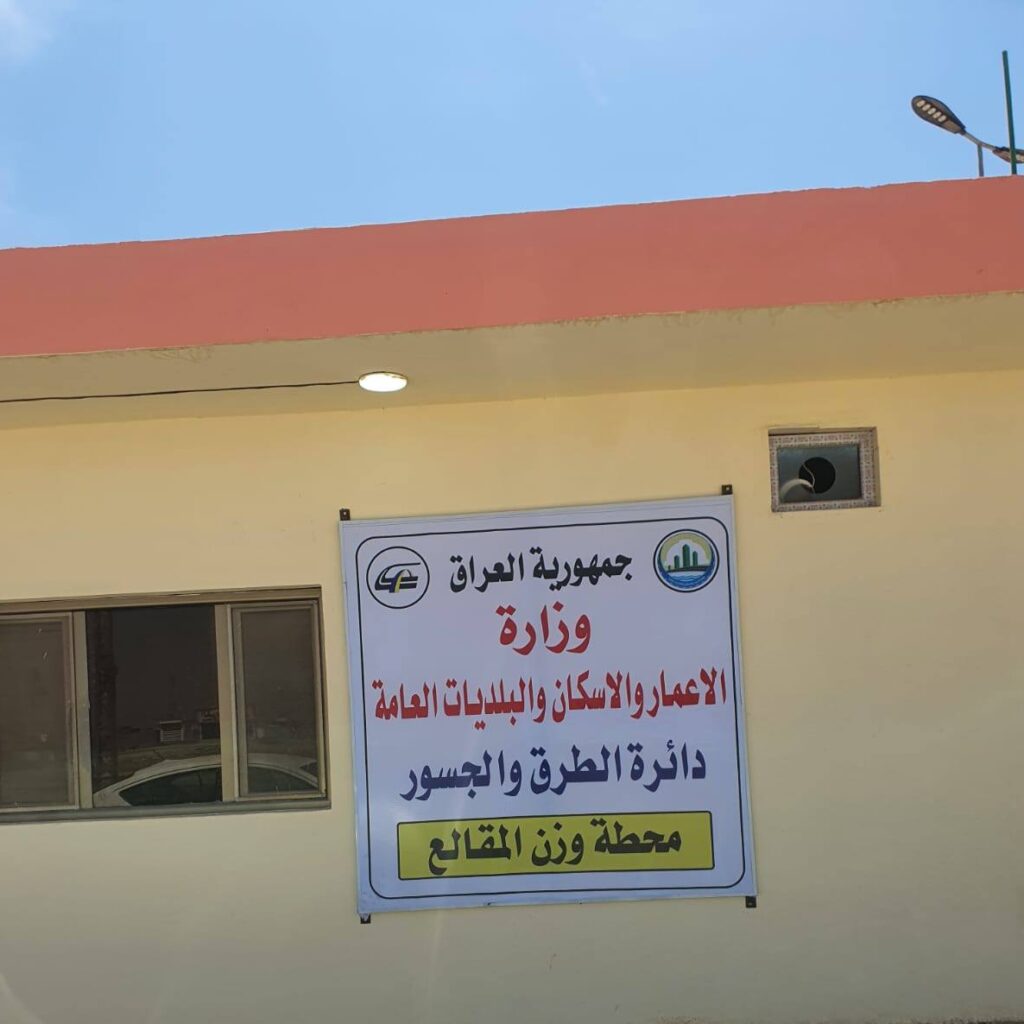 جمهورية العراق
وزارة
الاعمار والاسكان والبلديات العامة
دائرة الطرق والجسور
محطة وزن المقالع